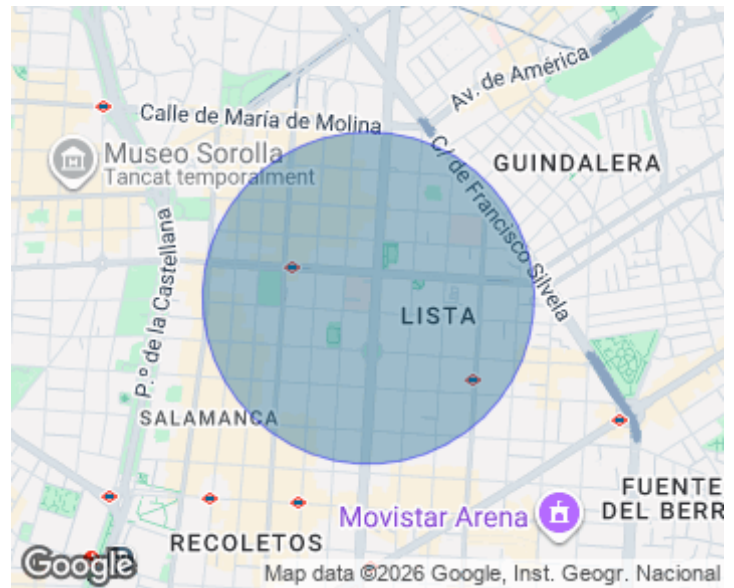 Av. de América
Calle de María de Molina
Museo Sorolla
Tancat temporalment
GUINDALERA
C/ de Francisco Silvela
P.º de la Castellana
LISTA
SALAMANCA
FUENTE
DEL BERR
Movistar Arena
RECOLETOS
Google
Map data ©2026 Google, Inst. Geogr. Nacional